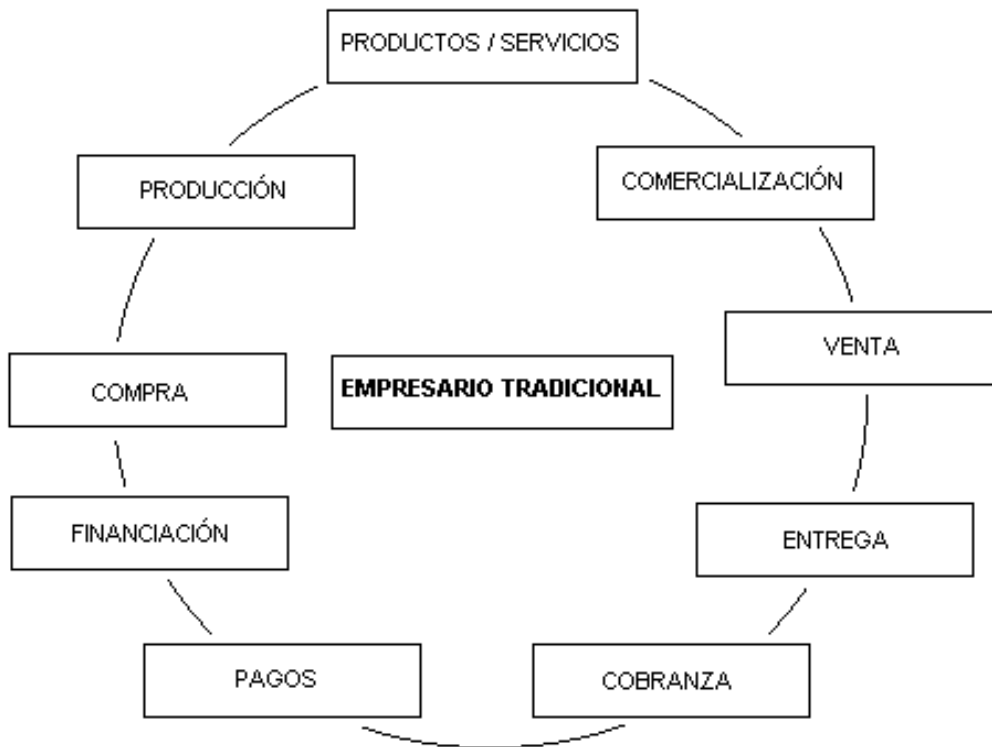 PRODUCTOS / SERVICIOS
PRODUCCIÓN
COMERCIALIZACIÓN
VENTA
COMPRA
EMPRESARIO TRADICIONAL
FINANCIACIÓN
ENTREGA
PAGOS
COBRANZA